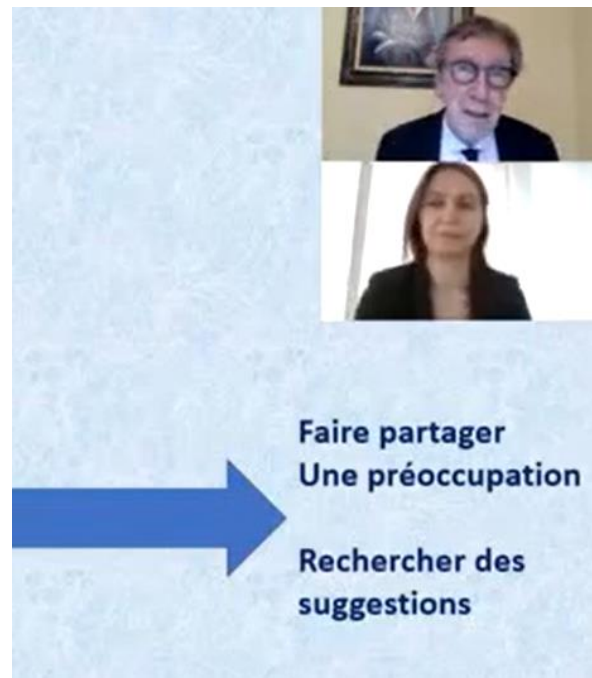 Faire partager
Une préoccupation
Rechercher des
suggestions